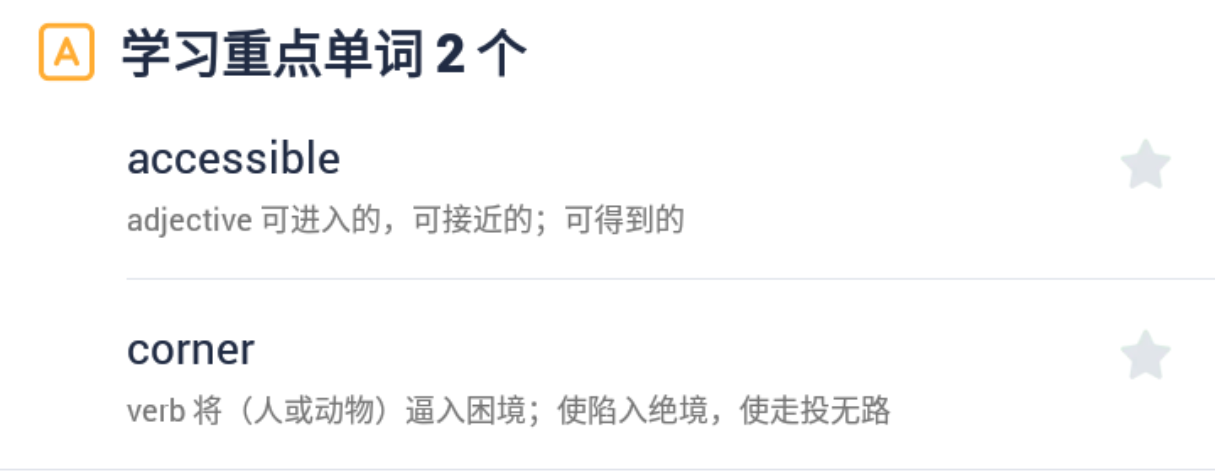 A 学习重点单词 2 个
accessible
adjective 可进入的，可接近的；可得到的
corner
verb 将（人或动物）逼入困境；使陷入绝境，使走投无路